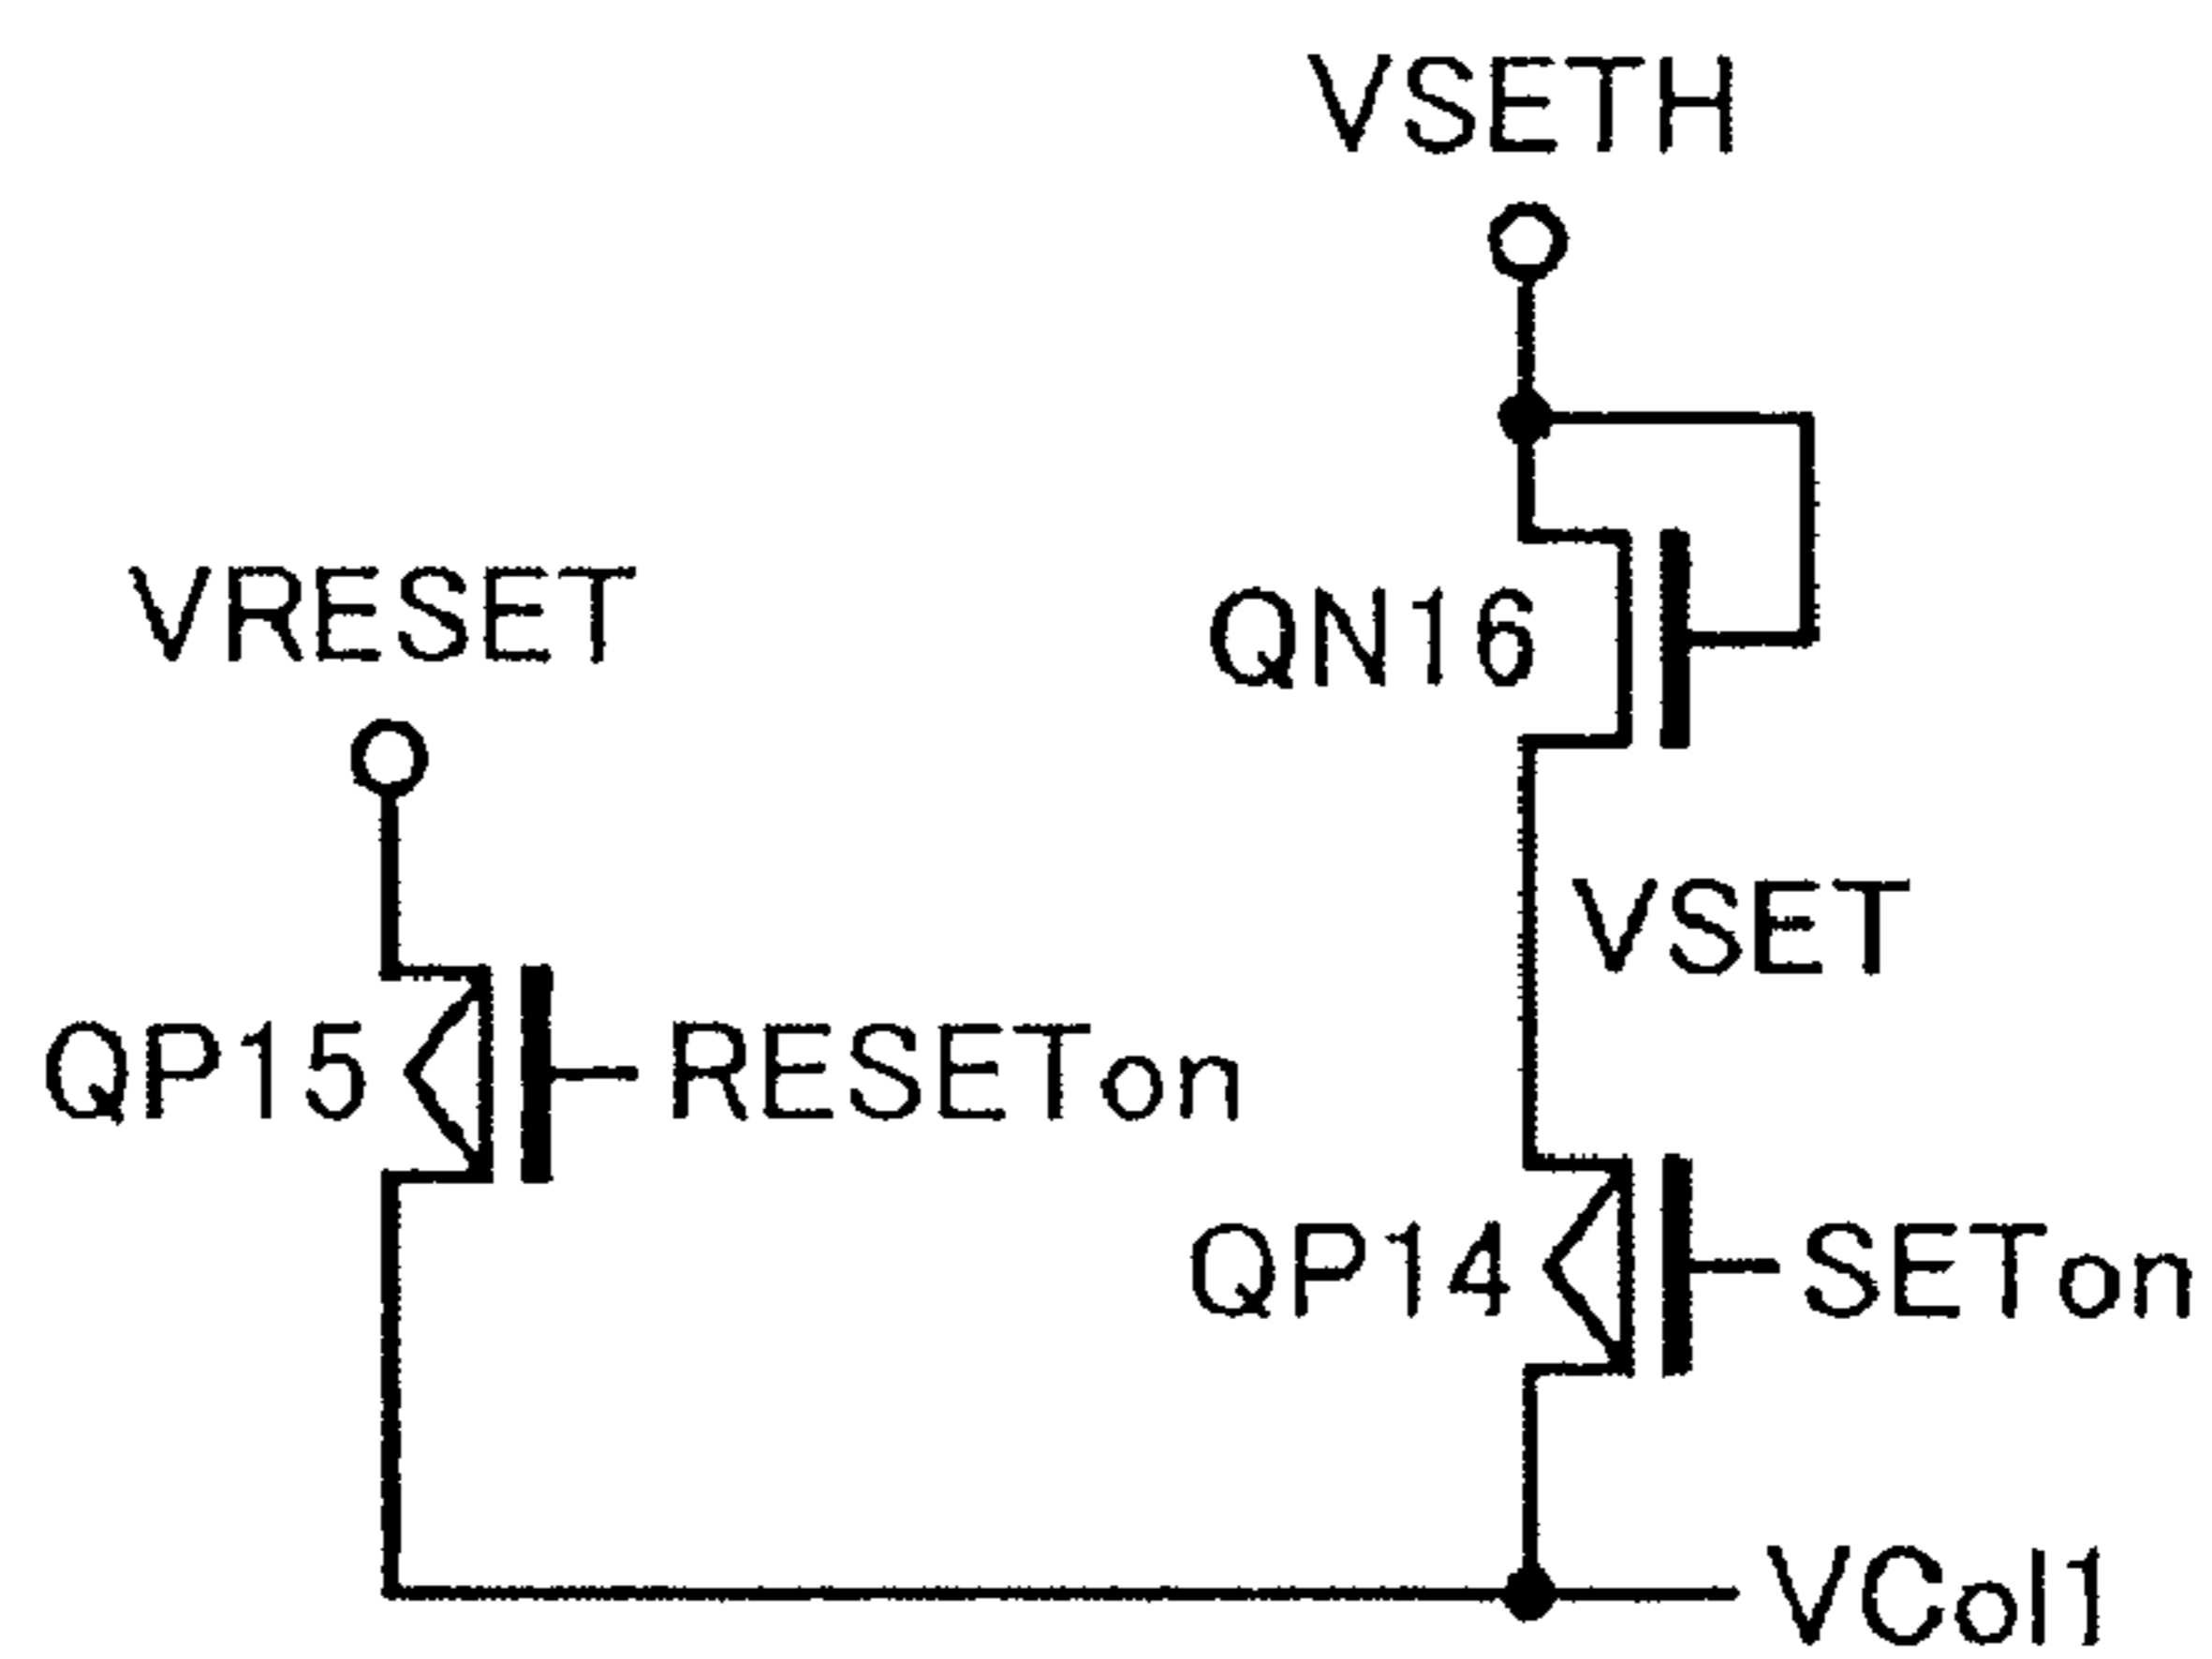 VSETH
VRESET
QN16
VSET
QP15
RESETon
QP14
SETon
VCol1